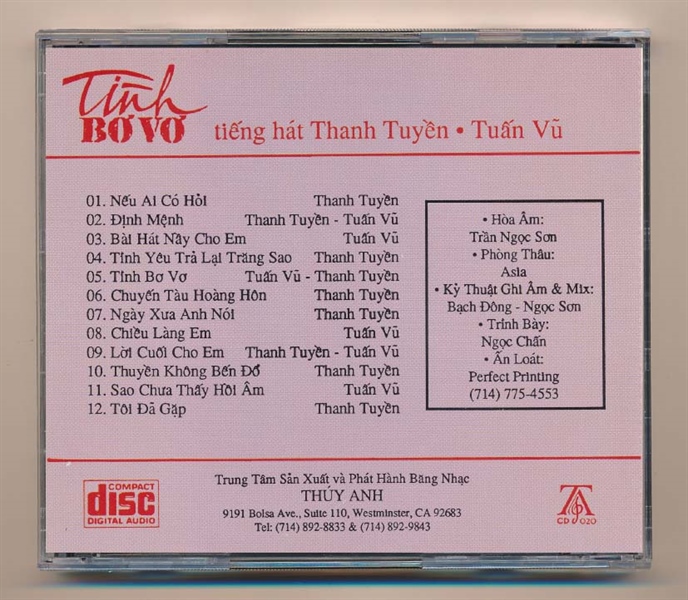 Tình
BƠ VƠ
tiếng hát Thanh Tuyền • Tuấn Vũ
01. Nếu Ai Có Hỏi Thanh Tuyền
02. Định Mệnh Thanh Tuyền - Tuấn Vũ
03. Bài Hát Nầy Cho Em Tuấn Vũ
04. Tình Yêu Trả Lại Trăng Sao Thanh Tuyền
05. Tình Bơ Vơ Tuấn Vũ - Thanh Tuyền
06. Chuyến Tàu Hoàng Hôn Thanh Tuyền
07. Ngày Xưa Anh Nói Thanh Tuyền
08. Chiều Làng Em Tuấn Vũ
09. Lời Cuối Cho Em Thanh Tuyền - Tuấn Vũ
10. Thuyền Không Bến Đỗ Thanh Tuyền
11. Sao Chưa Thấy Hồi Âm Tuấn Vũ
12. Tôi Đã Gặp Thanh Tuyền
• Hòa Âm:
Trần Ngọc Sơn
• Phòng Thâu:
Asia
• Kỹ Thuật Ghi Âm & Mix:
Bạch Đông - Ngọc Sơn
• Trình Bày:
Ngọc Chấn
• Ấn Loát:
Perfect Printing
(714) 775-4553
COMPACT
disc
DIGITAL AUDIO
Trung Tâm Sản Xuất và Phát Hành Băng Nhạc
THÚY ANH
9191 Bolsa Ave., Suite 110, Westminster, CA 92683
Tel: (714) 892-8833 & (714) 892-9843
TA
CD 020